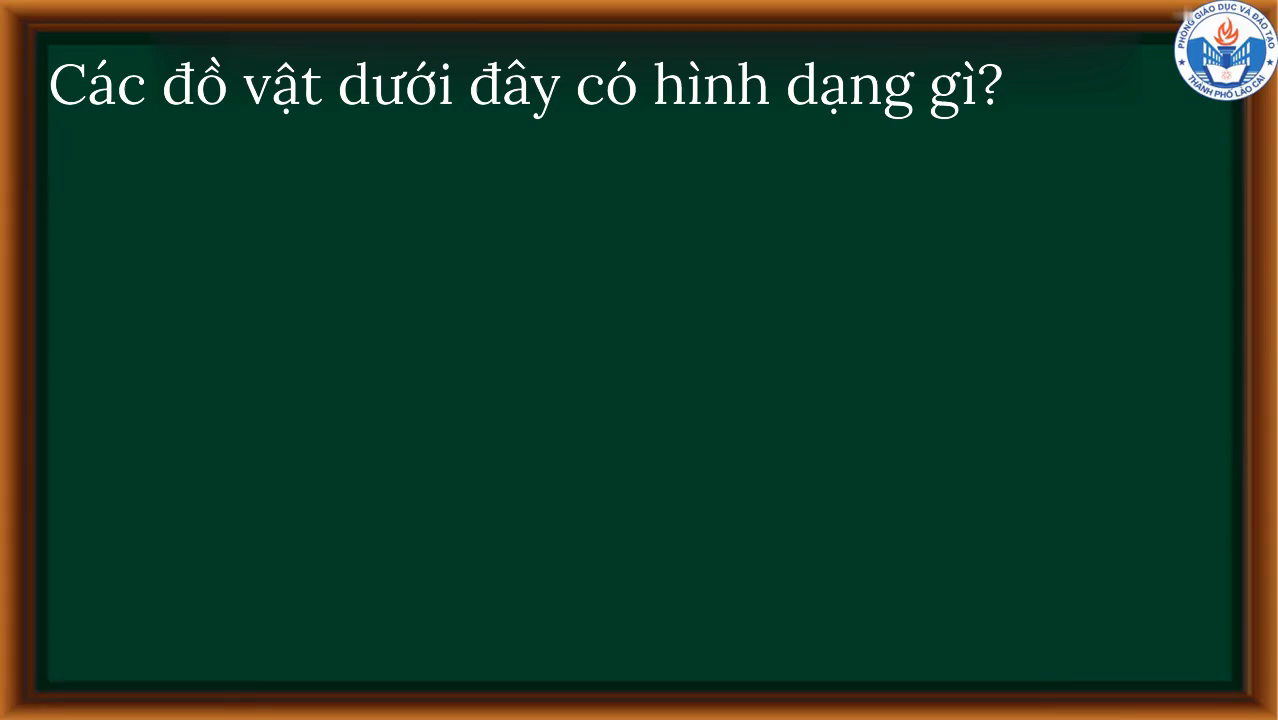 Các đồ vật dưới đây có hình dạng gì?
PHÒNG GIÁO DỤC VÀ ĐÀO TẠO
THÀNH PHỐ LÀO CAI